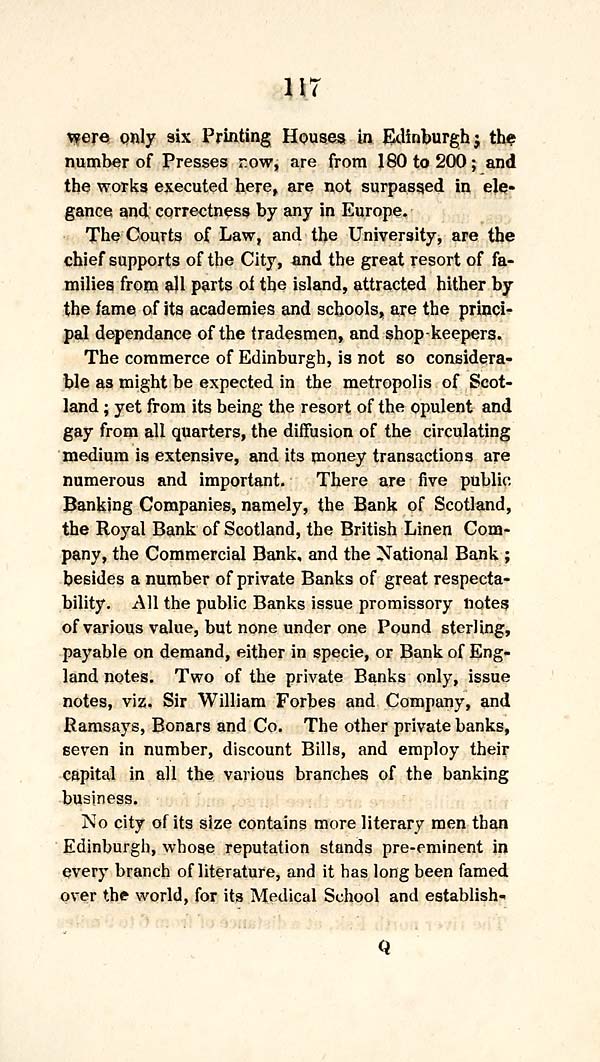 117
were only six Printing Houses in Edinburgh; the
number of Presses now, are from 180 to 200; and
the works executed here, are not surpassed in ele-
gance and correctness by any in Europe.
The Courts of Law, and the University, are the
chief supports of the City, and the great resort of fa-
milies from all parts of the island, attracted hither by
the fame of its academies and schools, are the princi-
pal dependance of the tradesmen, and shop-keepers.
The commerce of Edinburgh, is not so considera-
ble as might be expected in the metropolis of Scot-
land; yet from its being the resort of the opulent and
gay from all quarters, the diffusion of the circulating
medium is extensive, and its money transactions are
numerous and important. There are five public
Banking Companies, namely, the Bank of Scotland,
the Royal Bank of Scotland, the British Linen Com-
pany, the Commercial Bank, and the National Bank;
besides a number of private Banks of great respecta-
bility. All the public Banks issue promissory notes
of various value, but none under one Pound sterling,
payable on demand, either in specie, or Bank of Eng-
land notes. Two of the private Banks only, issue
notes, viz. Sir William Forbes and Company, and
Ramsays, Bonars and Co. The other private banks,
seven in number, discount Bills, and employ their
capital in all the various branches of the banking
business.
No city of its size contains more literary men than
Edinburgh, whose reputation stands pre-eminent in
every branch of literature, and it has long been famed
over the world, for its Medical School and establish-
Q